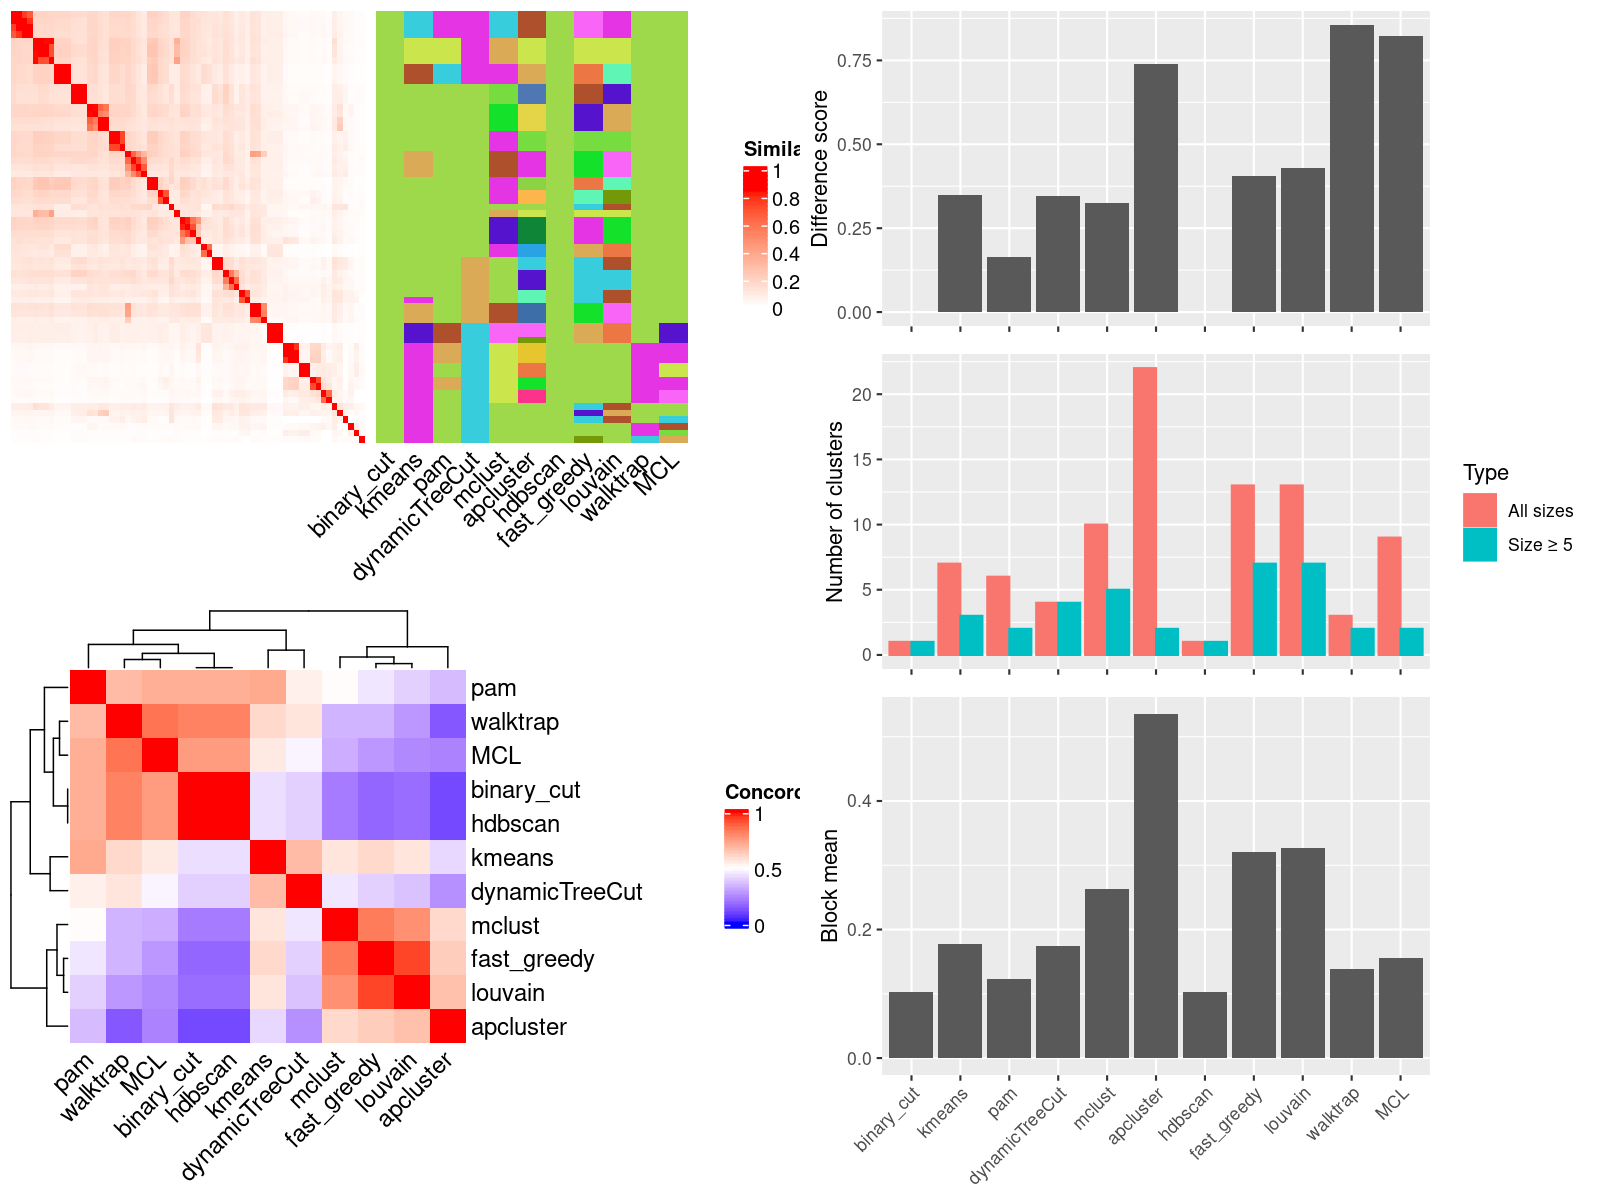 Simila
1
0.8
0.6
0.4
0.2
0
binary_cut
kmeans
pam
dynamicTreeCut
mclust
apcluster
hdbscan
fast_greedy
louvain
walktrap
MCL
pam
walktrap
MCL
binary_cut
hdbscan
kmeans
dynamicTreeCut
mclust
fast_greedy
louvain
apcluster
pam
walktrap
MCL
binary_cut
hdbscan
kmeans
dynamicTreeCut
mclust
fast_greedy
louvain
apcluster
Concord
1
0.5
0
Difference score
0.75
0.50
0.25
0.00
Number of clusters
20
15
10
5
0
Type
All sizes
Size ≥ 5
Block mean
0.4
0.2
0.0
binary_cut
kmeans
pam
dynamicTreeCut
mclust
apcluster
hdbscan
fast_greedy
louvain
walktrap
MCL